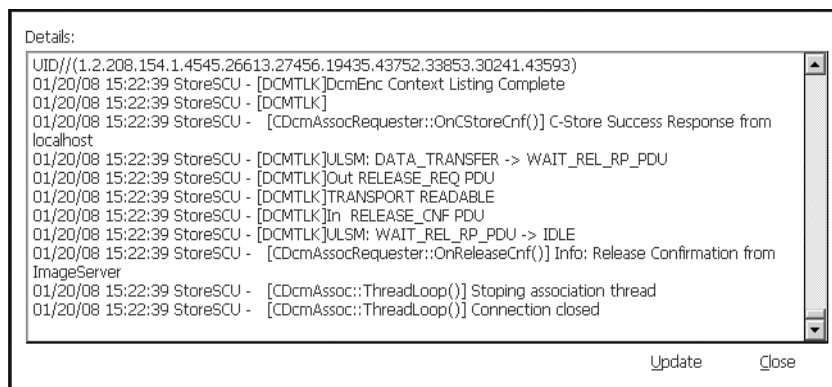 Details:
UID//(1.2.208.154.1.4545.26613.27456.19435.43752.33853.30241.43593)
01/20/08 15:22:39 StoreSCU - [DCMTLK]DcmEnc Context Listing Complete
01/20/08 15:22:39 StoreSCU - [DCMTLK]
01/20/08 15:22:39 StoreSCU -   [CDcmAssocRequester::OnCStoreCnf()] C-Store Success Response from
localhost
01/20/08 15:22:39 StoreSCU - [DCMTLK]ULSM: DATA_TRANSFER -> WAIT_REL_RP_PDU
01/20/08 15:22:39 StoreSCU - [DCMTLK]Out RELEASE_REQ PDU
01/20/08 15:22:39 StoreSCU - [DCMTLK]TRANSPORT READABLE
01/20/08 15:22:39 StoreSCU - [DCMTLK]In  RELEASE_CNF PDU
01/20/08 15:22:39 StoreSCU - [DCMTLK]ULSM: WAIT_REL_RP_PDU -> IDLE
01/20/08 15:22:39 StoreSCU -   [CDcmAssocRequester::OnReleaseCnf()] Info: Release Confirmation from
ImageServer
01/20/08 15:22:39 StoreSCU -   [CDcmAssoc::ThreadLoop()] Stoping association thread
01/20/08 15:22:39 StoreSCU -   [CDcmAssoc::ThreadLoop()] Connection closed
Update Close